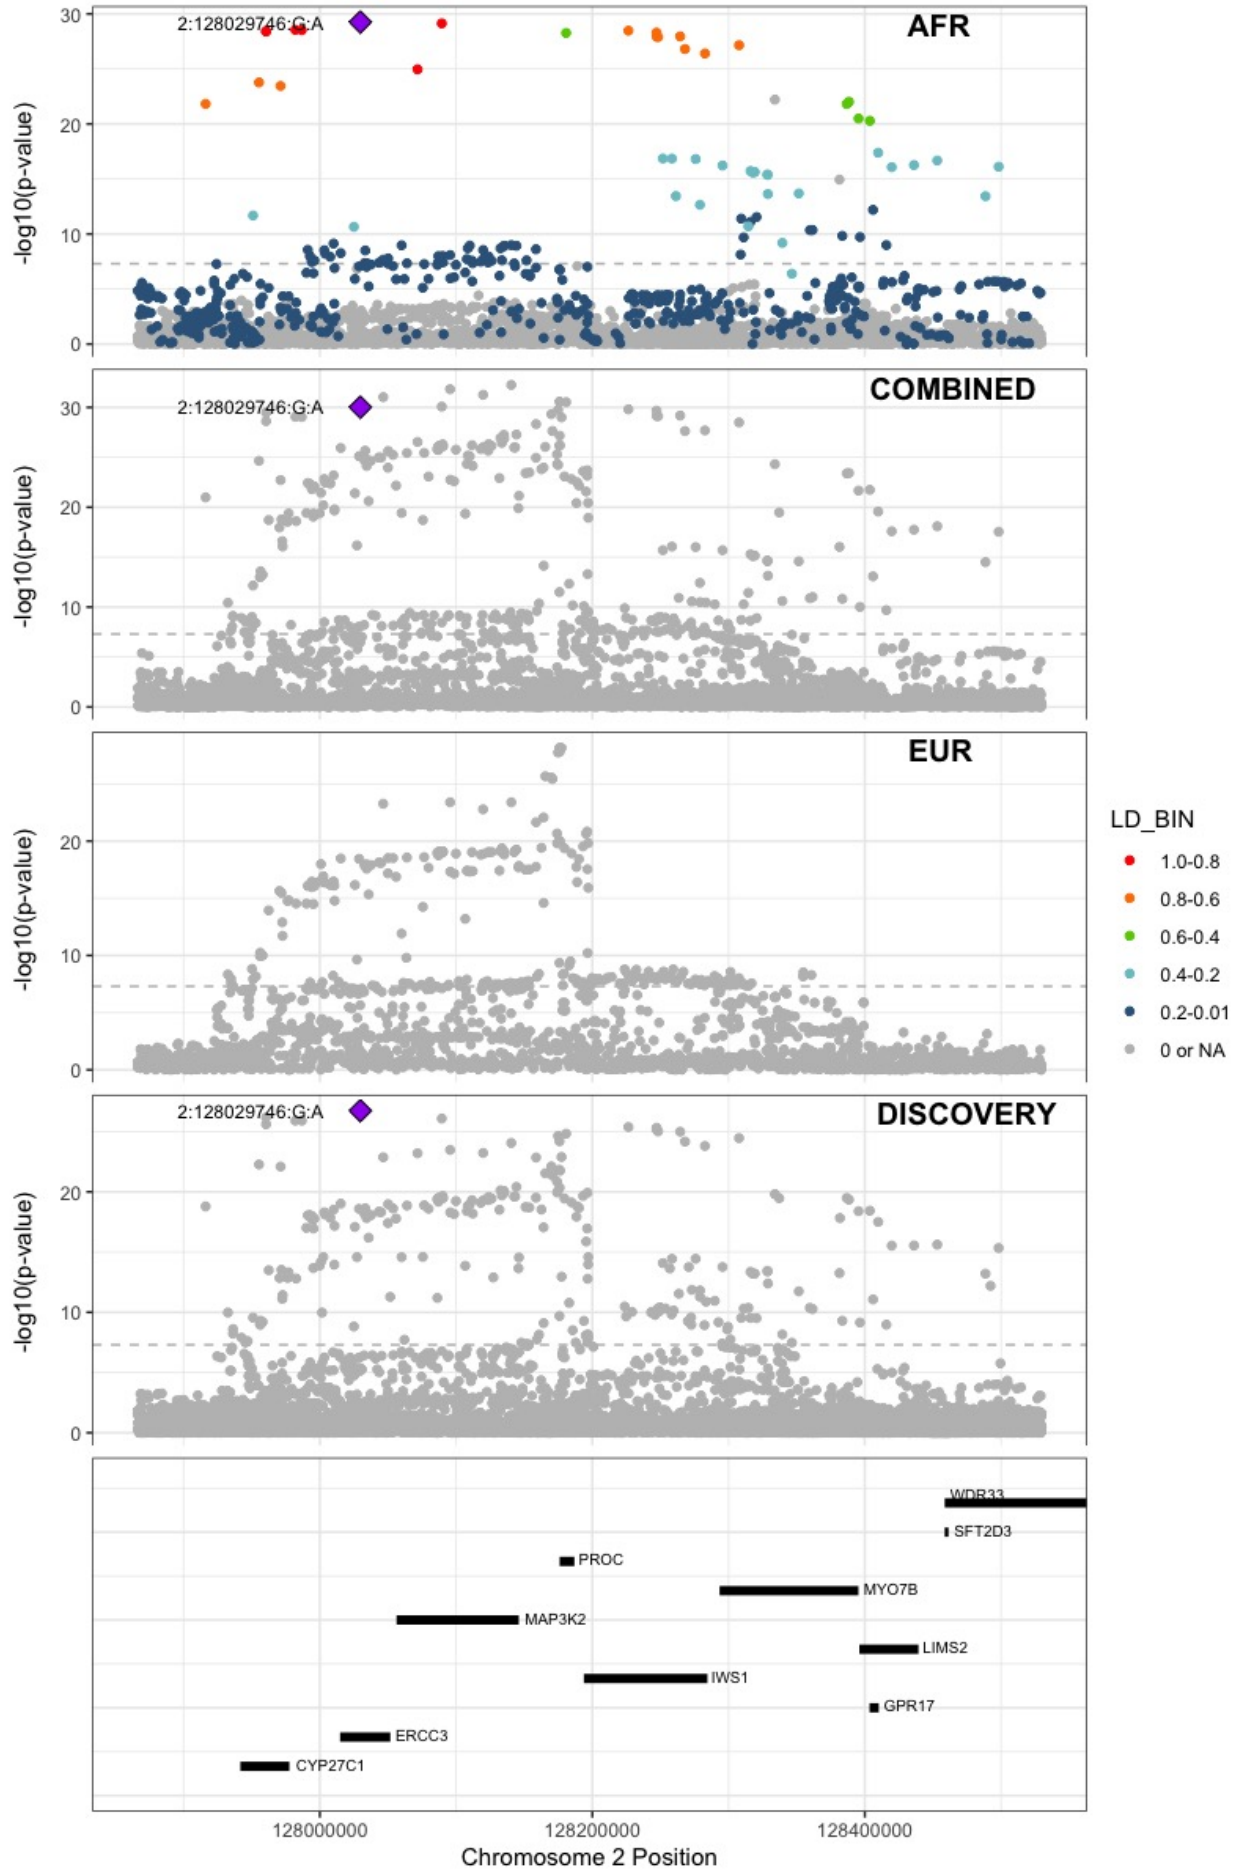 30
2:128029746:G:A
AFR
20
10
0
-log10(p-value)
COMBINED
30
2:128029746:G:A
20
10
0
-log10(p-value)
EUR
20
10
0
-log10(p-value)
LD_BIN
1.0-0.8
0.8-0.6
0.6-0.4
0.4-0.2
0.2-0.01
0 or NA
2:128029746:G:A
DISCOVERY
20
10
0
-log10(p-value)
WDR33
SFT2D3
PROC
MYO7B
MAP3K2
LIMS2
IWS1
GPR17
ERCC3
CYP27C1
128000000 128200000 128400000
Chromosome 2 Position